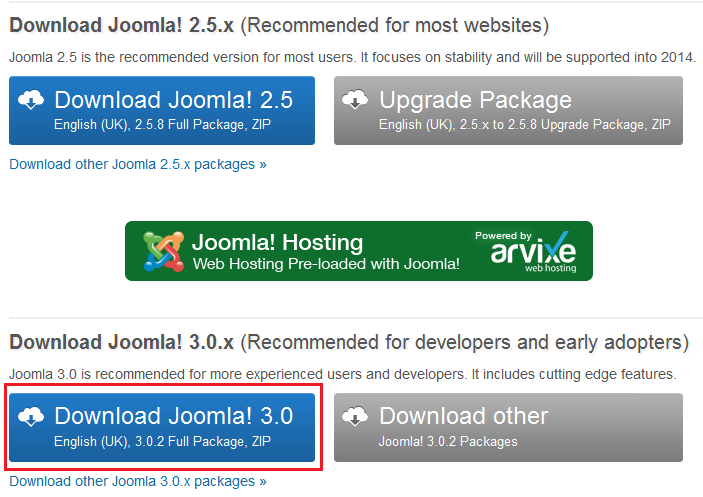 Download Joomla! 2.5.x (Recommended for most websites)
Joomla 2.5 is the recommended version for most users. It focuses on stability and will be supported into 2014.
Download Joomla! 2.5
English (UK), 2.5.8 Full Package, ZIP
Upgrade Package
English (UK), 2.5.x to 2.5.8 Upgrade Package, ZIP
Download other Joomla 2.5.x packages »
Joomla! Hosting
Web Hosting Pre-loaded with Joomla!
Powered by
arvixe
web hosting
Download Joomla! 3.0.x (Recommended for developers and early adopters)
Joomla 3.0 is recommended for more experienced users and developers. It includes cutting edge features.
Download Joomla! 3.0
English (UK), 3.0.2 Full Package, ZIP
Download other
Joomla! 3.0.2 Packages
Download other Joomla 3.0.x packages »